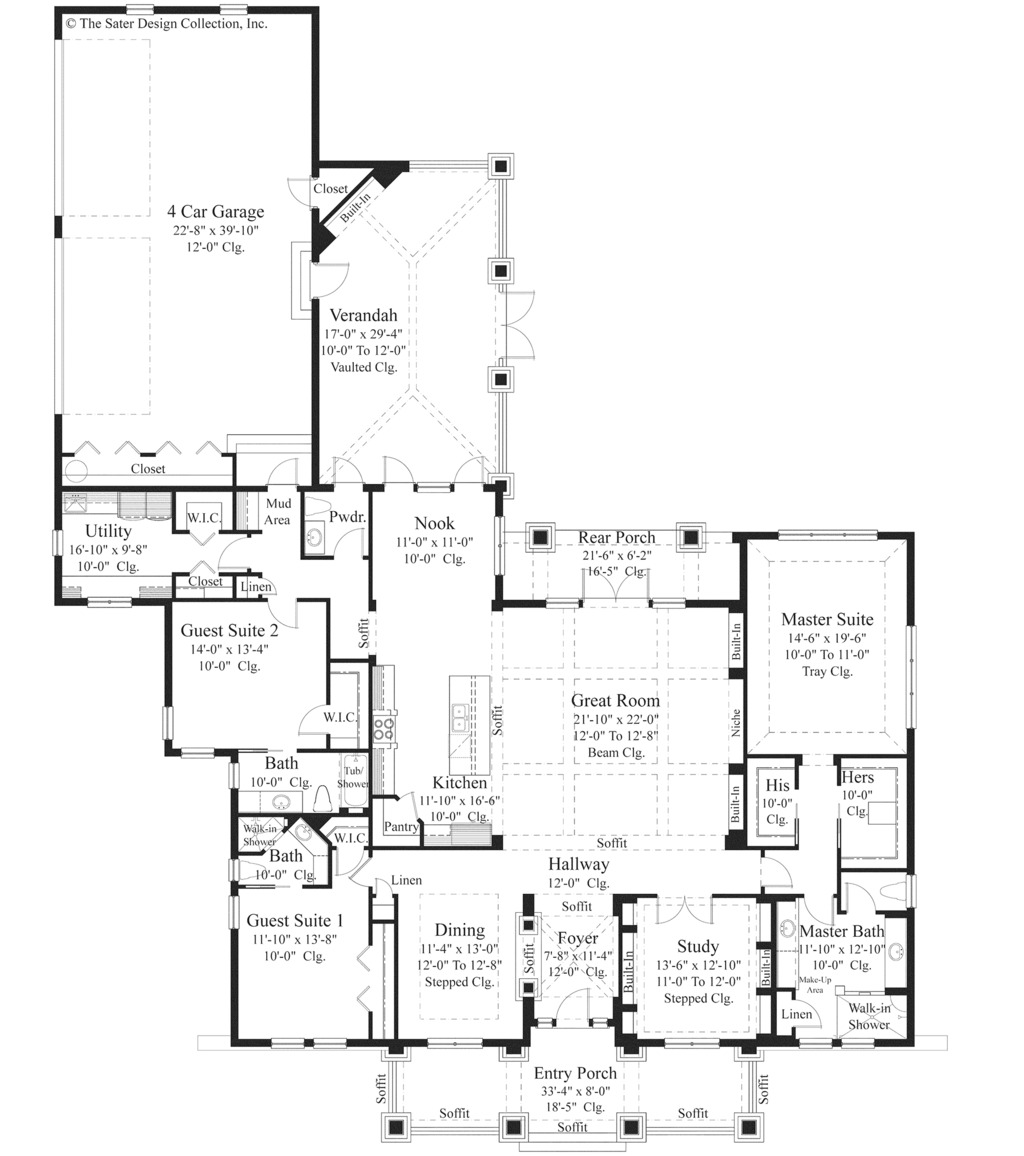 © The Sater Design Collection, Inc.
Closet
Built-In
4 Car Garage
22'-8" x 39'-10"
12'-0" Clg.
Verandah
17'-0" x 29'-4"
10'-0" To 12'-0"
Vaulted Clg.
Closet
Utility
16'-10" x 9'-8"
10'-0" Clg.
W.I.C.
Closet
Mud
Area
Linen
Pwdr.
Nook
11'-0" x 11'-0"
10'-0" Clg.
Rear Porch
21'-6" x 6'-2"
16'-5" Clg.
Guest Suite 2
14'-0" x 13'-4"
10'-0" Clg.
Soffit
W.I.C.
Built-In
Niche
Built-In
Master Suite
14'-6" x 19'-6"
10'-0" To 11'-0"
Tray Clg.
Great Room
21'-10" x 22'-0"
12'-0" To 12'-8"
Beam Clg.
Soffit
Bath
10'-0" Clg.
Tub/
Shower
Kitchen
11'-10" x 16'-6"
10'-0" Clg.
Pantry
His
10'-0"
Clg.
Hers
10'-0"
Clg.
Walk-in
Shower
Bath
10'-0" Clg.
W.I.C.
Soffit
Hallway
12'-0" Clg.
Soffit
Linen
Guest Suite 1
11'-10" x 13'-8"
10'-0" Clg.
Dining
11'-4" x 13'-0"
12'-0" To 12'-8"
Stepped Clg.
Soffit
Foyer
7'-8" x 11'-4"
12'-0" Clg.
Built-In
Study
13'-6" x 12'-10"
11'-0" To 12'-0"
Stepped Clg.
Built-In
Master Bath
11'-10" x 12'-10"
10'-0" Clg.
Make-Up
Area
Linen
Walk-in
Shower
Soffit
Entry Porch
33'-4" x 8'-0"
18'-5" Clg.
Soffit
Soffit
Soffit
Soffit